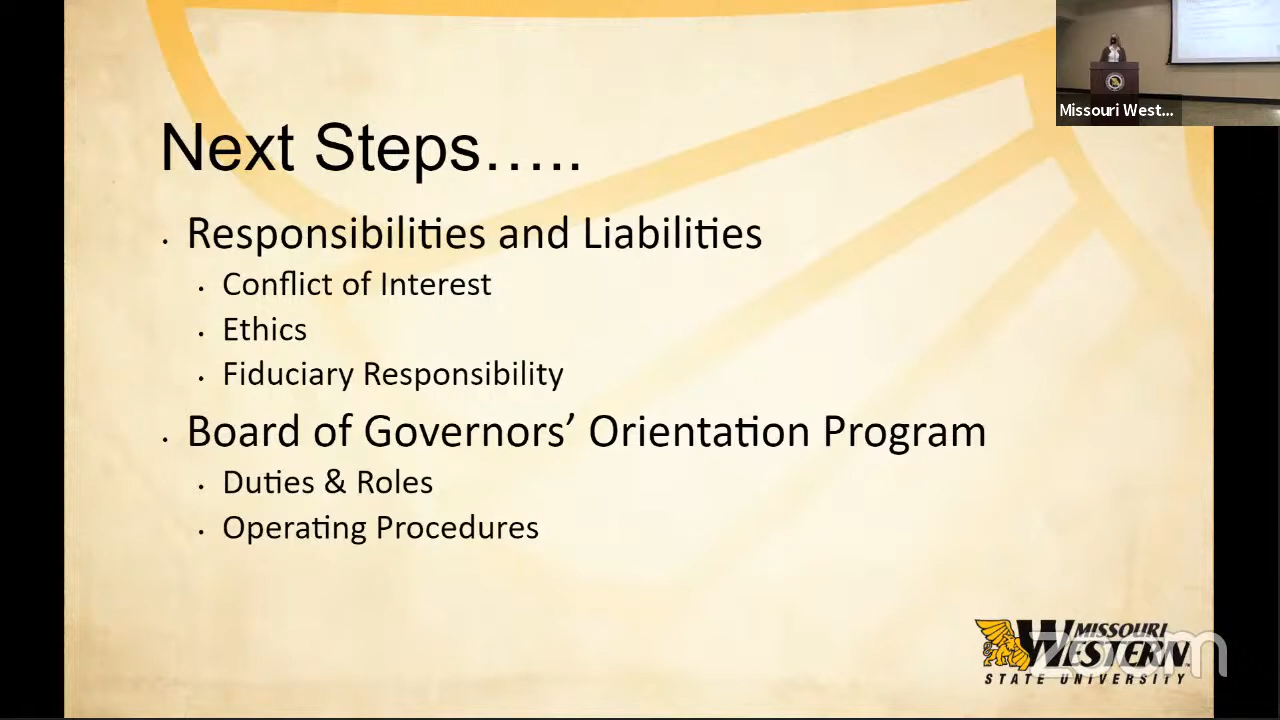 Next Steps…..
Missouri West...
• Responsibilities and Liabilities
• Conflict of Interest
• Ethics
• Fiduciary Responsibility
• Board of Governors’ Orientation Program
• Duties & Roles
• Operating Procedures
MISSOURI
WESTERN
STATE UNIVERSITY
zoom